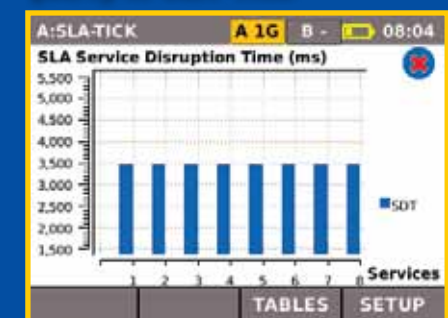 A:SLA-TICK A 1G B - 08:04
SLA Service Disruption Time (ms)
5,500
5,000
4,500
4,000
3,500
3,000
2,500
2,000
1,500
SDT
1 2 3 4 5 6 7 8 Services
TABLES SETUP